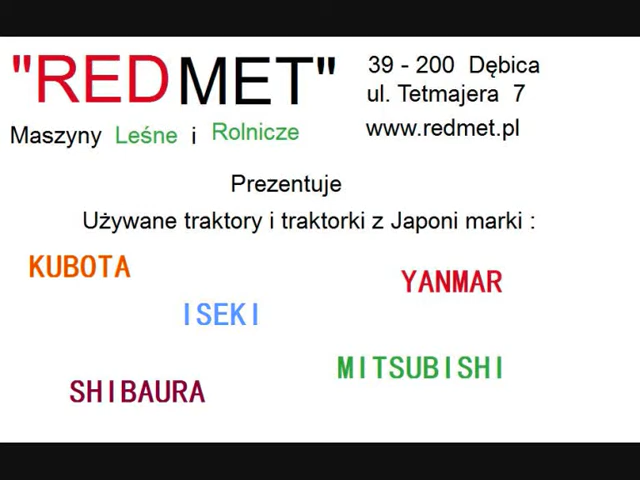 "REDMET"
Maszyny Leśne i Rolnicze
39 - 200 Dębica
ul. Tetmajera 7
www.redmet.pl
Prezentuje
Używane traktory i traktorki z Japoni marki :
KUBOTA
YANMAR
ISEKI
MITSUBISHI
SHIBAURA